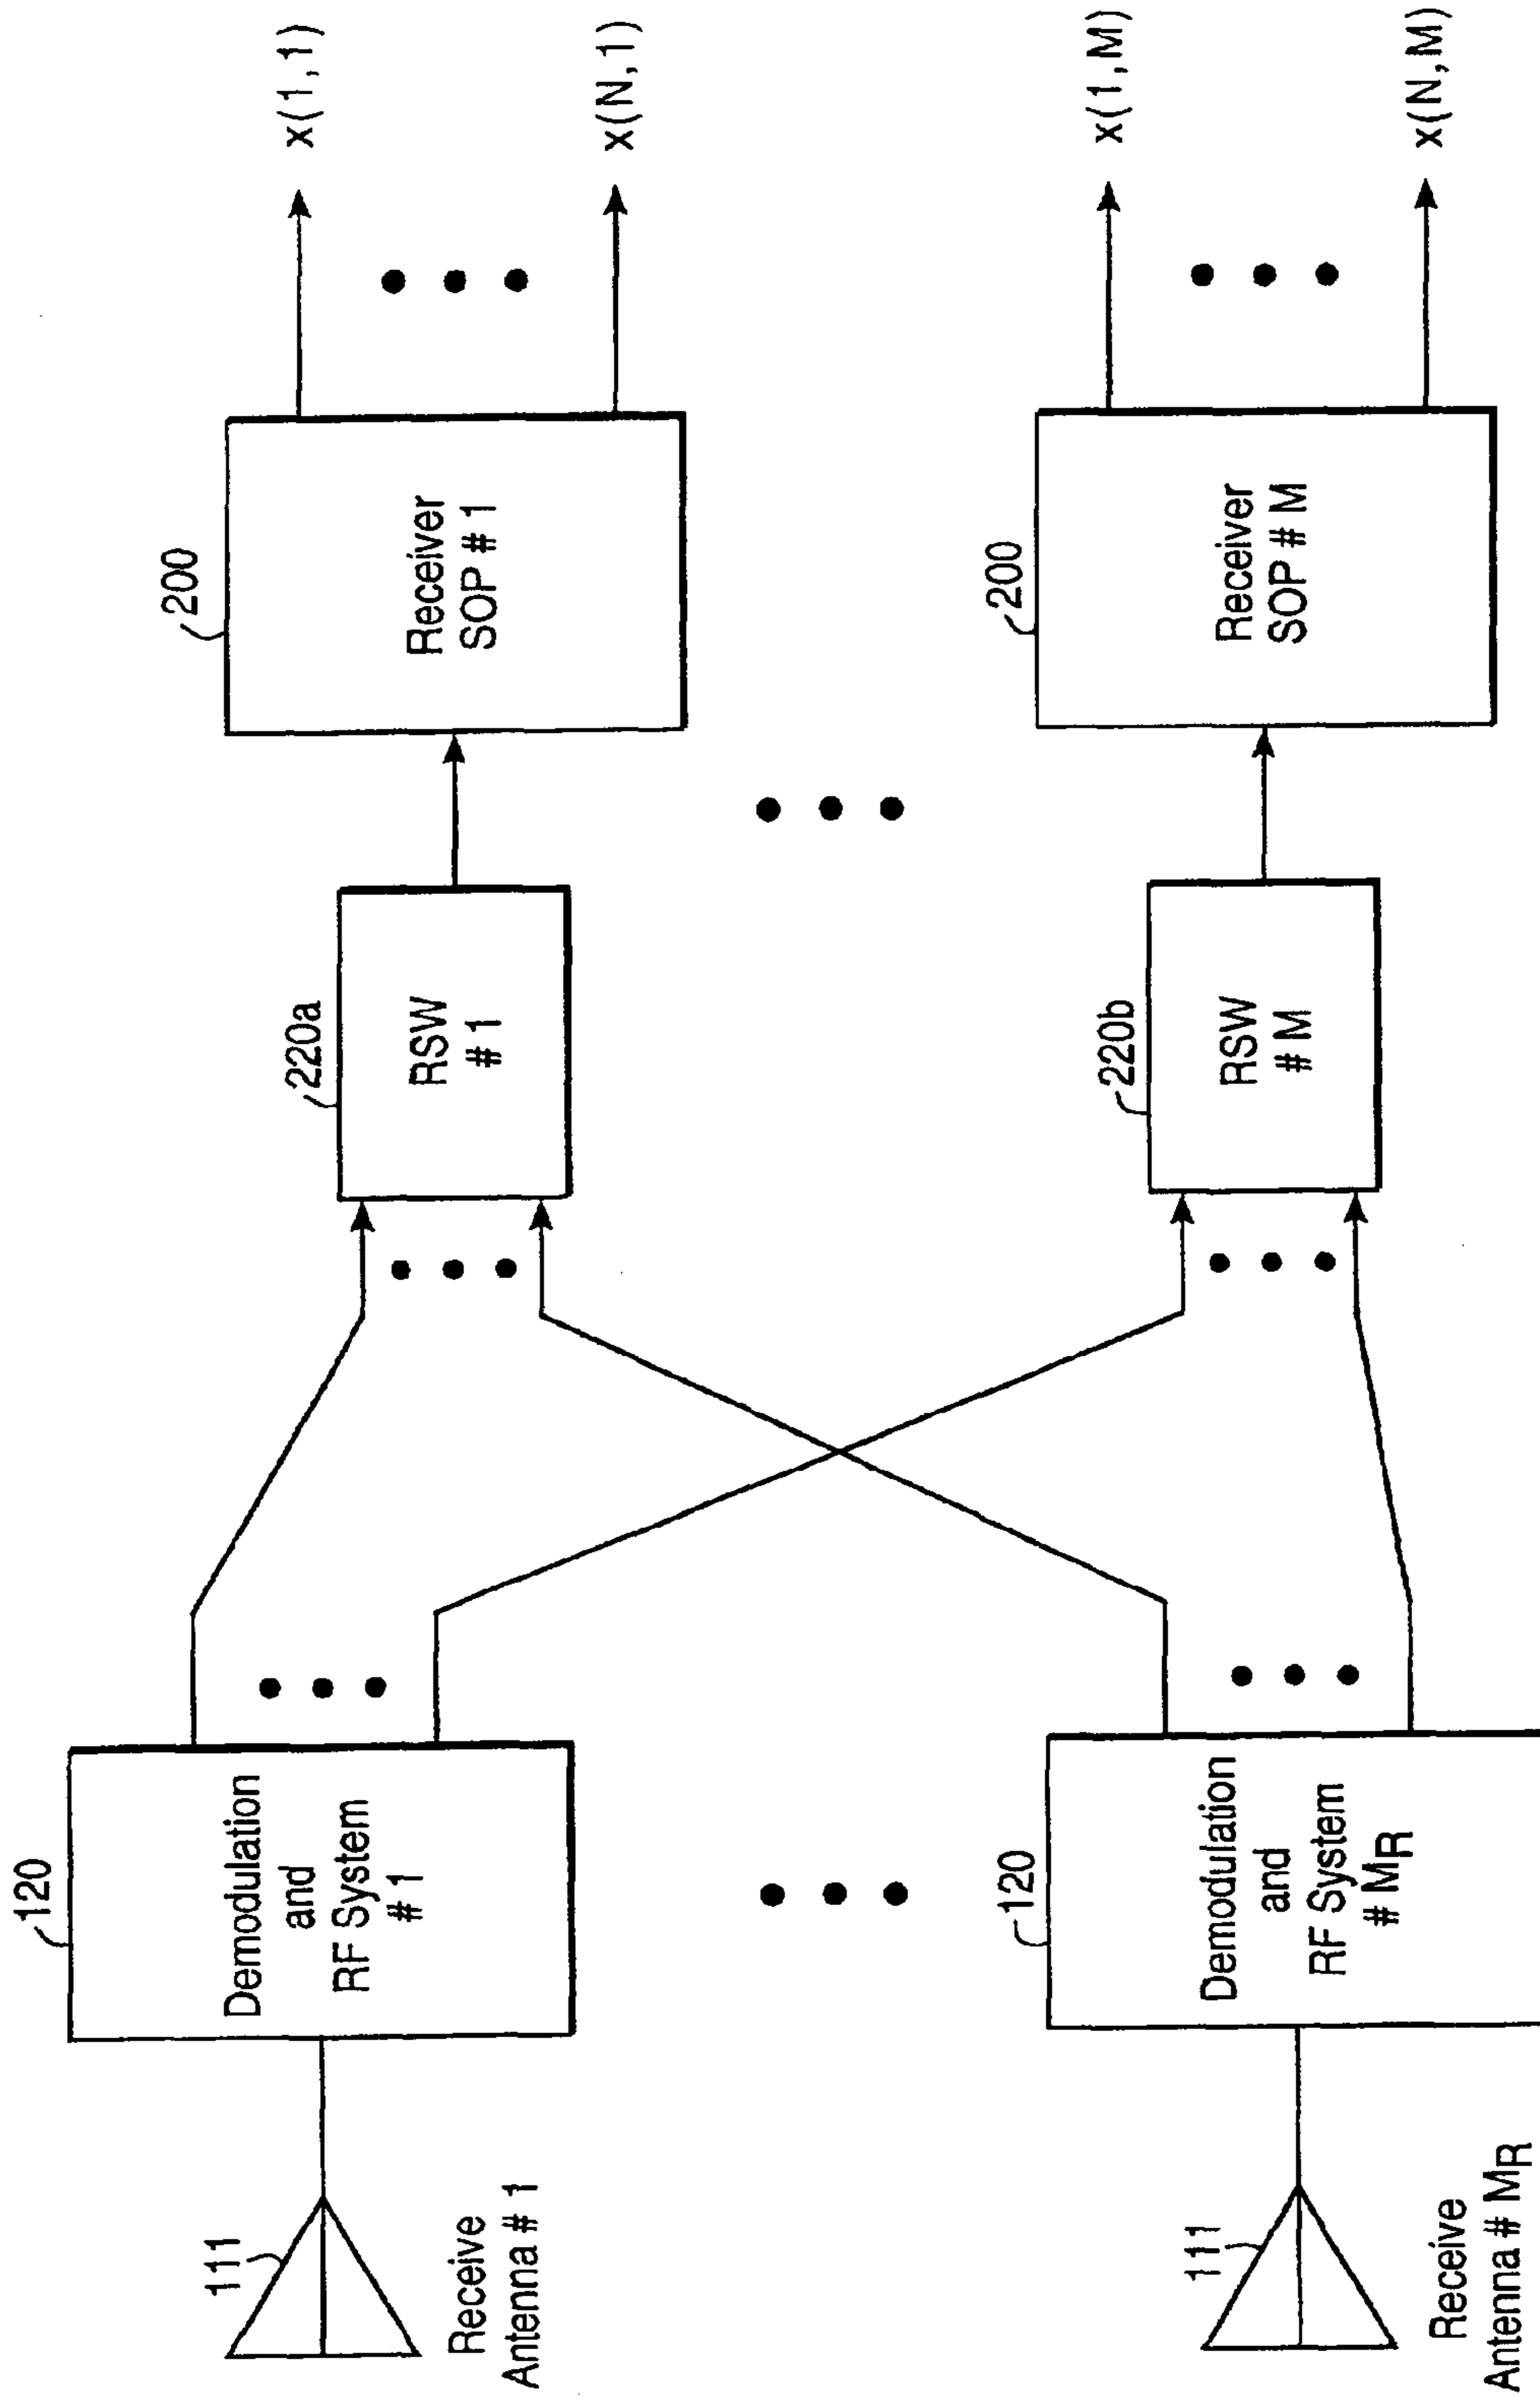 111
Receive
Antenna # 1
120
Demodulation
and
RF System
# 1
220a
RSW
# 1
200
Receiver
SOP # 1
x(1,1)
x(N,1)
111
Receive
Antenna # MR
120
Demodulation
and
RF System
# MR
220b
RSW
# M
200
Receiver
SOP # M
x(1,M)
x(N,M)